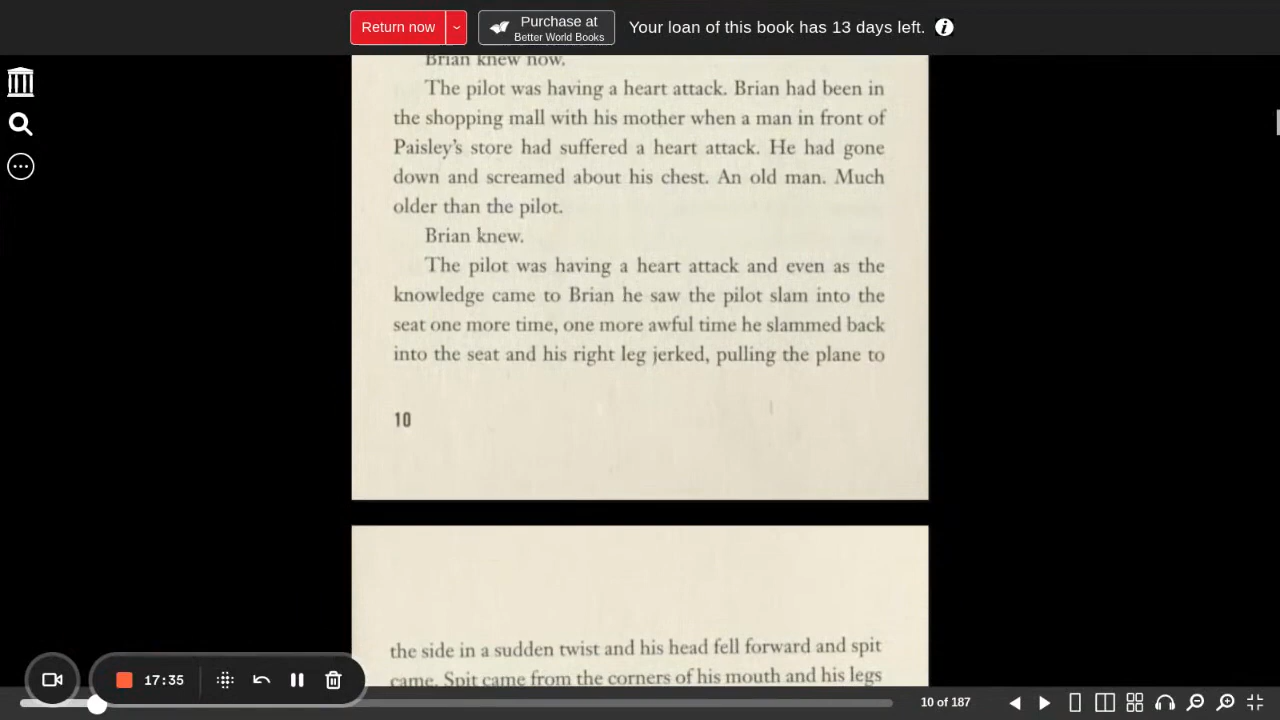 Return now
Purchase at
Better World Books
Your loan of this book has 13 days left.
Brian knew now.
The pilot was having a heart attack. Brian had been in
the shopping mall with his mother when a man in front of
Paisley's store had suffered a heart attack. He had gone
down and screamed about his chest. An old man. Much
older than the pilot.
Brian knew.
The pilot was having a heart attack and even as the
knowledge came to Brian he saw the pilot slam into the
seat one more time, one more awful time he slammed back
into the seat and his right leg jerked, pulling the plane to
10
the side in a sudden twist and his head fell forward and spit
came. Spit came from the corners of his mouth and his legs
17:35
10 of 187